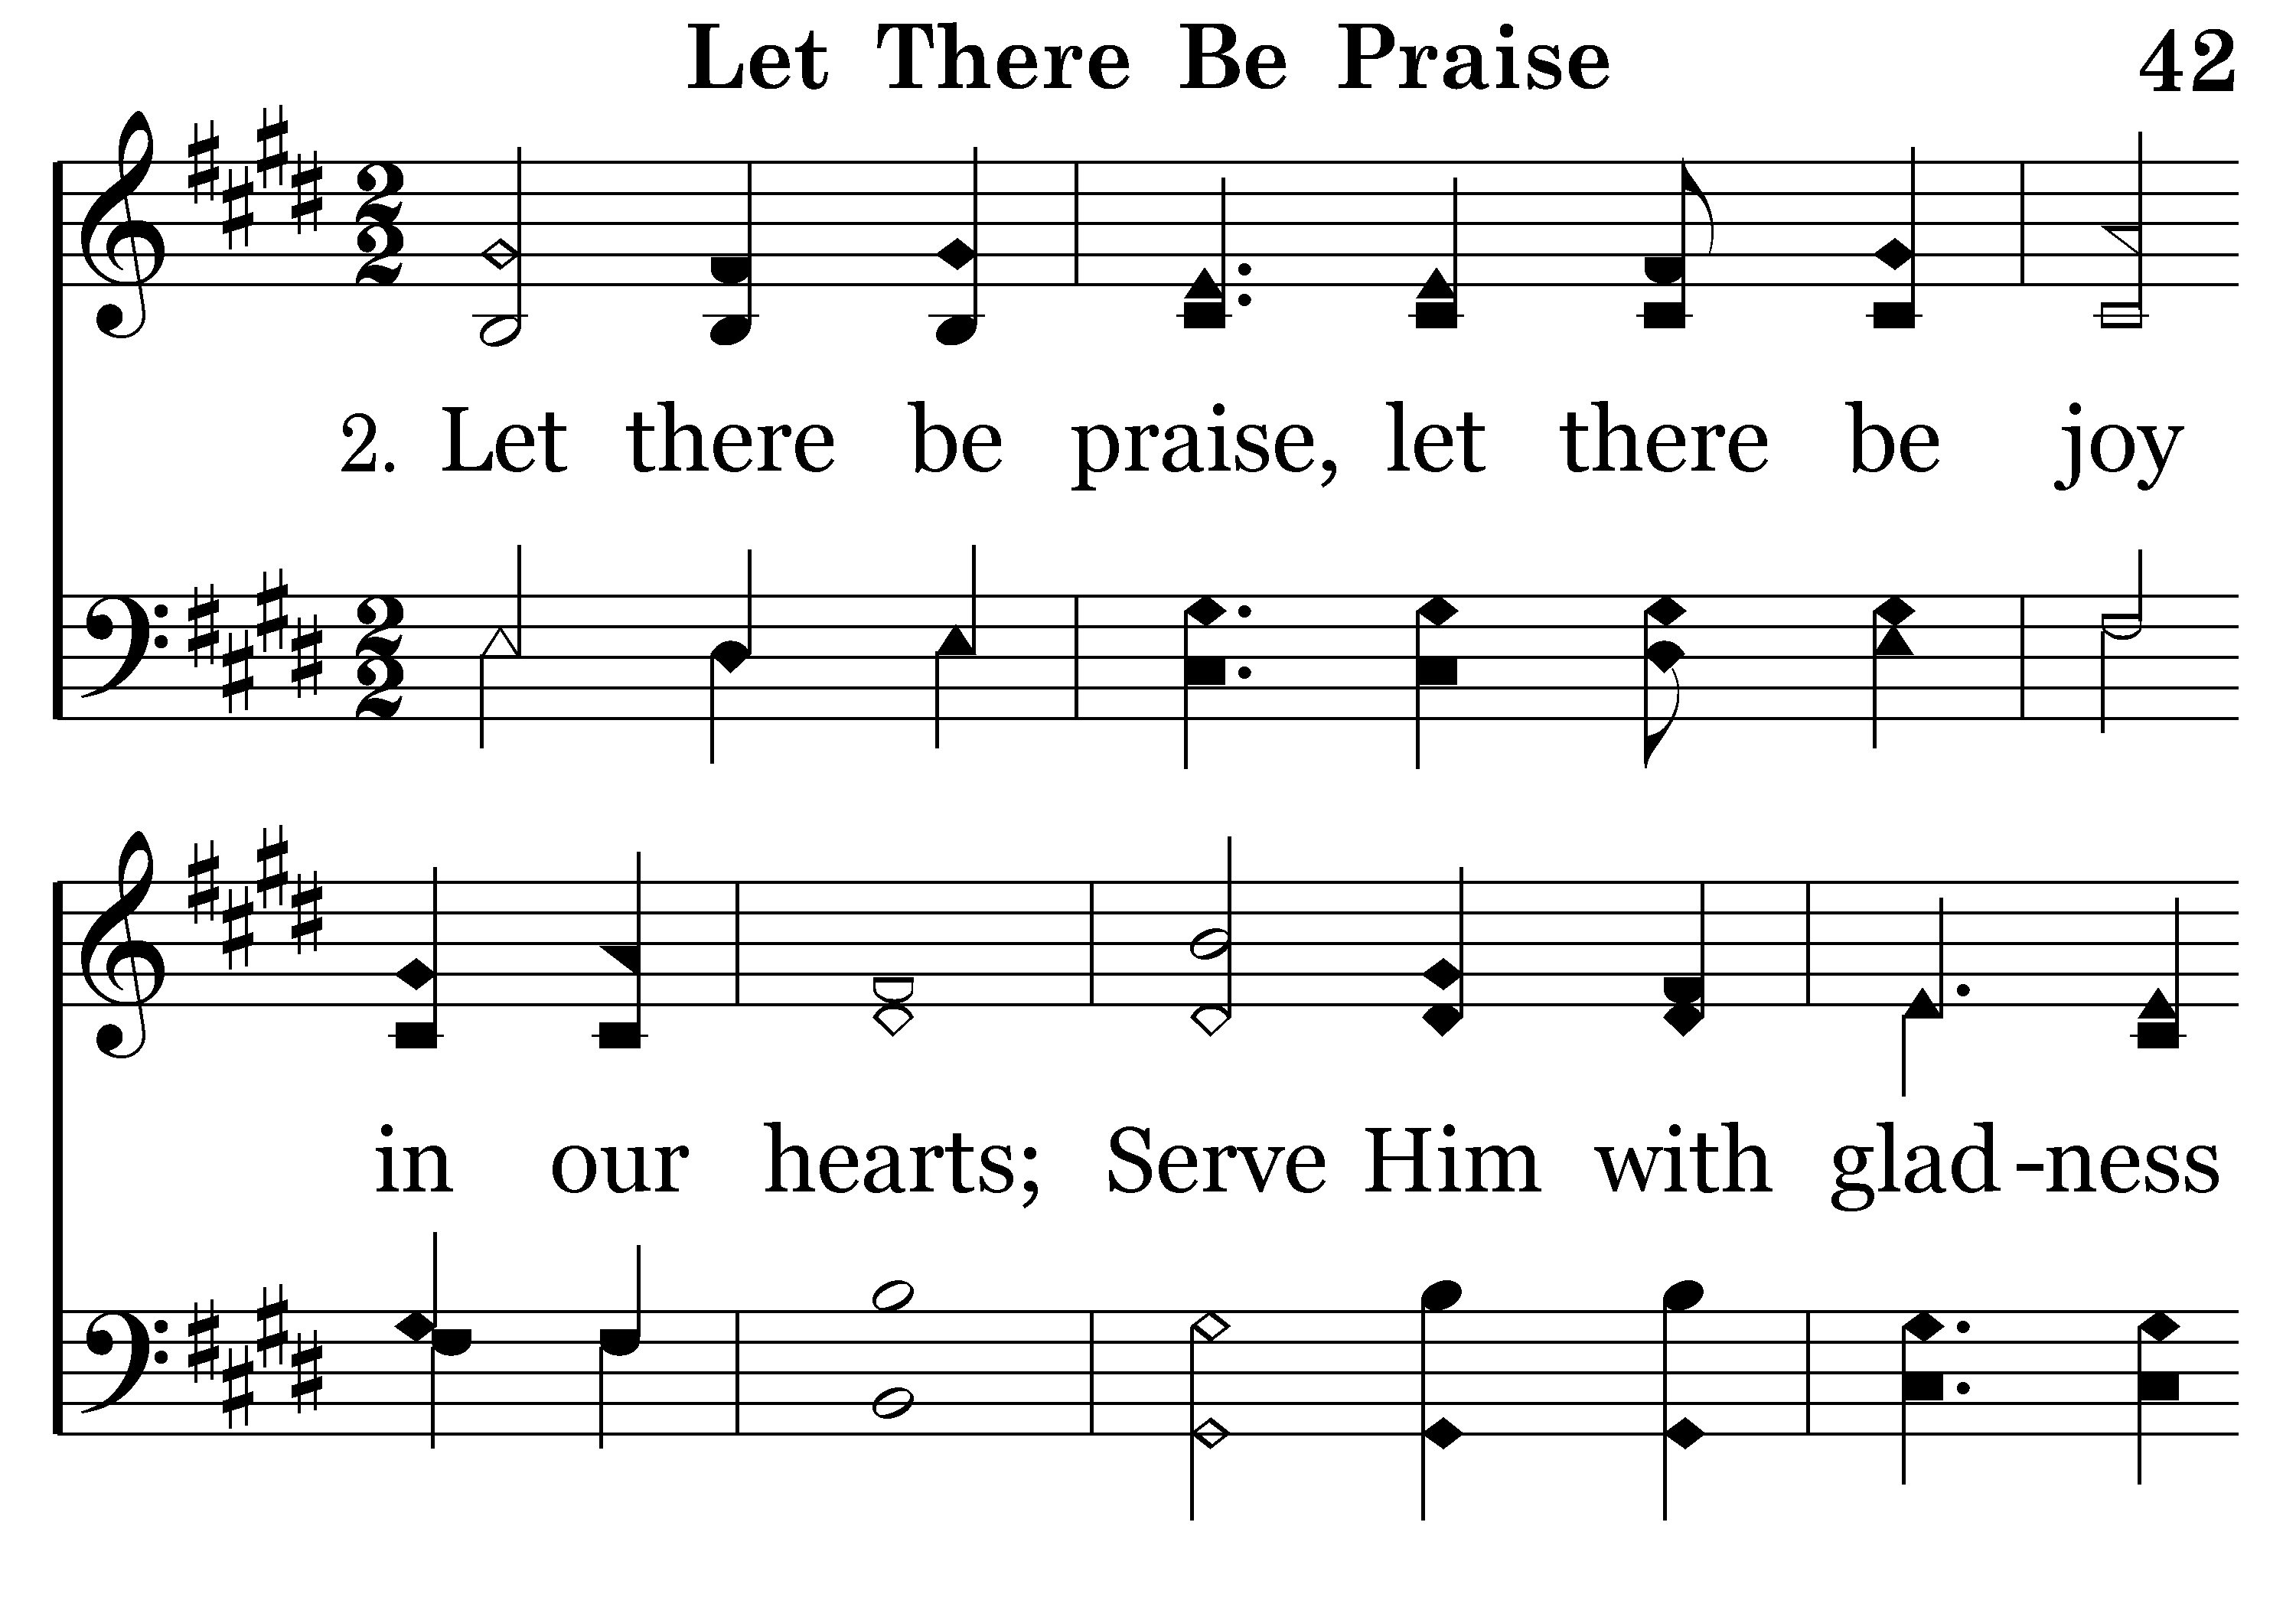 Let There Be Praise 42
2. Let there be praise, let there be joy
in our hearts; Serve Him with glad -ness